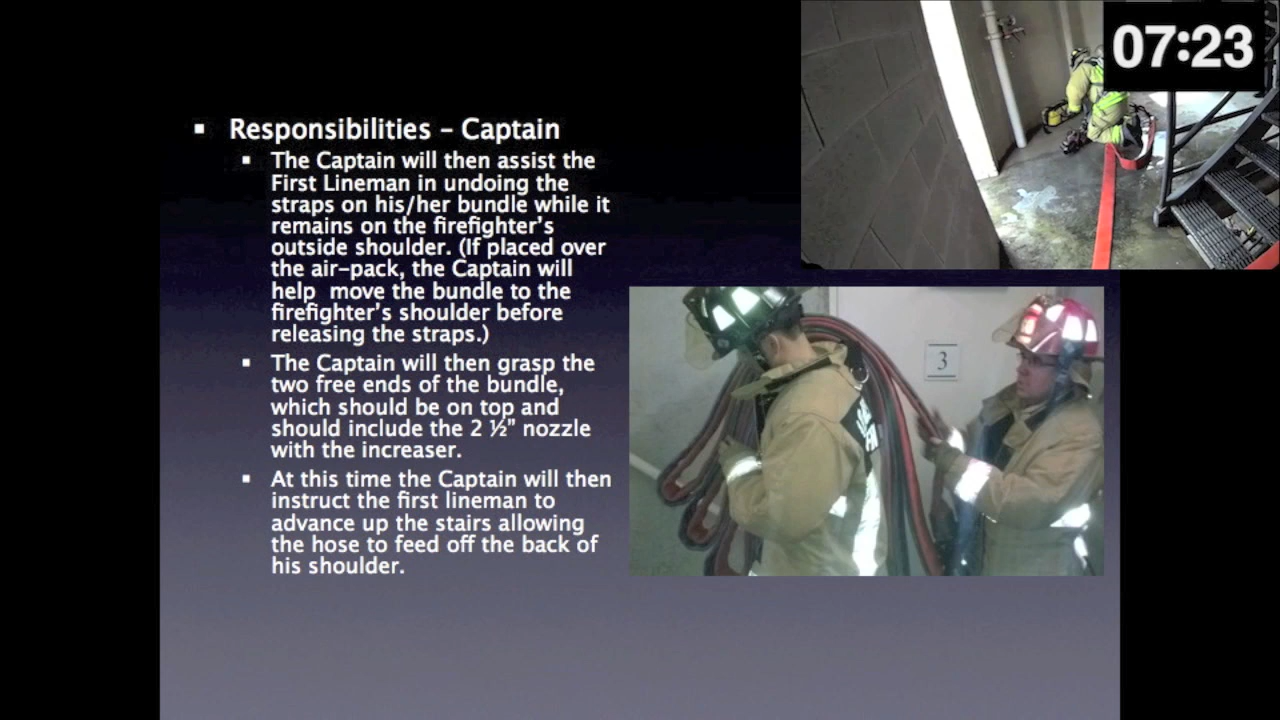 07:23
▪ Responsibilities – Captain
▪ The Captain will then assist the
First Lineman in undoing the
straps on his/her bundle while it
remains on the firefighter's
outside shoulder. (If placed over
the air-pack, the Captain will
help  move the bundle to the
firefighter's shoulder before
releasing the straps.)
▪ The Captain will then grasp the
two free ends of the bundle,
which should be on top and
should include the 2 ½” nozzle
with the increaser.
▪ At this time the Captain will then
instruct the first lineman to
advance up the stairs allowing
the hose to feed off the back of
his shoulder.
3